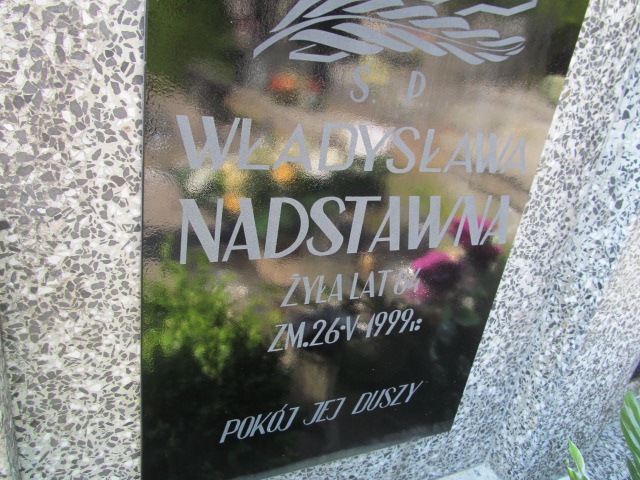 Ś. P
WŁADYSŁAWA
NADSTAWNA
ŻYŁA LAT
ZM. 26·V 1999r:
POKÓJ JEJ DUSZY